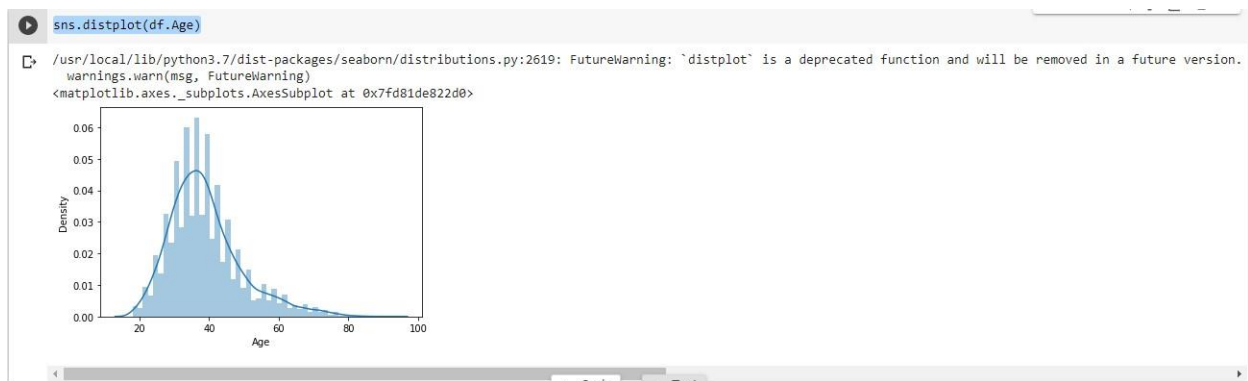 sns.distplot(df.Age)
/usr/local/lib/python3.7/dist-packages/seaborn/distributions.py:2619: FutureWarning: `distplot` is a deprecated function and will be removed in a future version.
warnings.warn(msg, FutureWarning)
<matplotlib.axes._subplots.AxesSubplot at 0x7fd81de822d0>
0.06
0.05
0.04
0.03
0.02
0.01
0.00
Density
20 40 60 80 100
Age